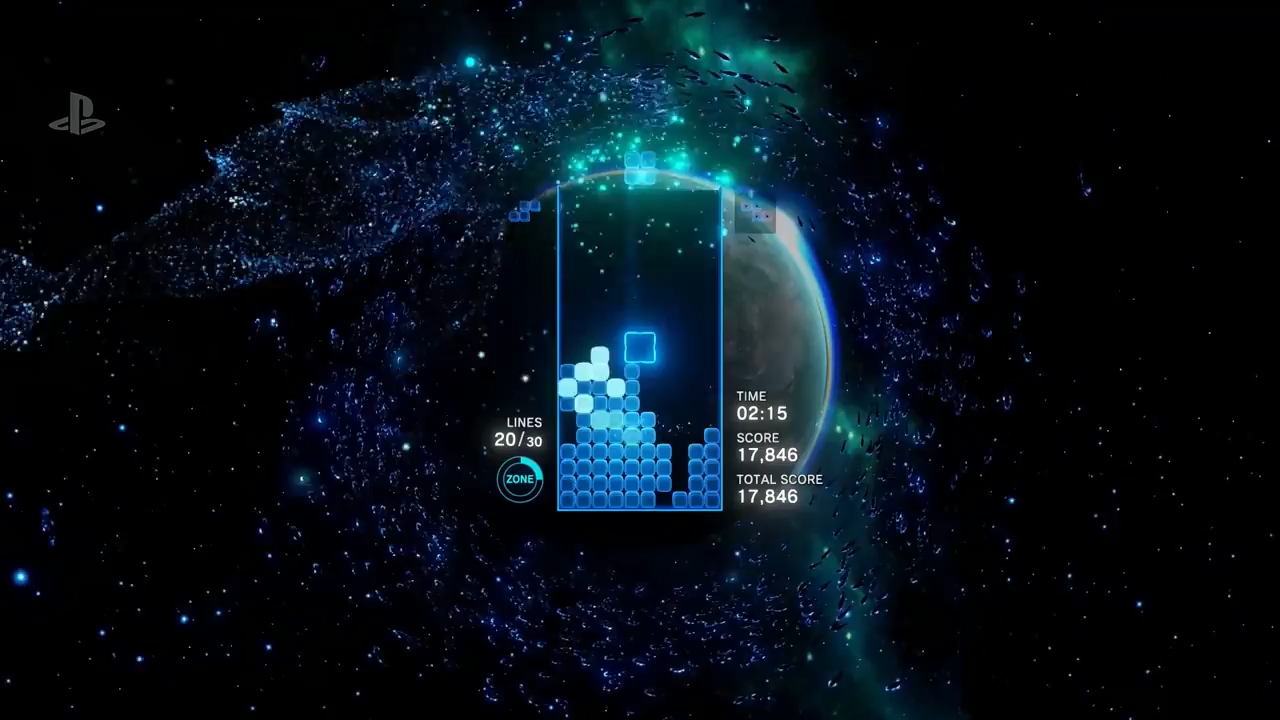 LINES
20/30
ZONE
TIME
02:15
SCORE
17,846
TOTAL SCORE
17,846